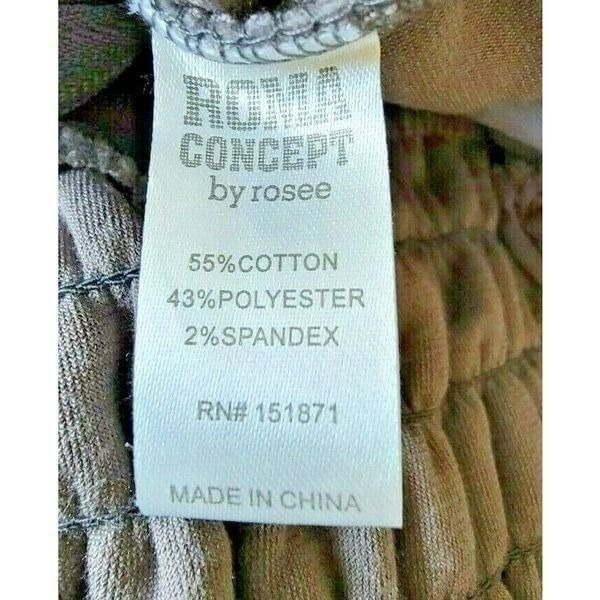 ROMA
CONCEPT
by rosee
55%COTTON
43%POLYESTER
2%SPANDEX
RN# 151871
MADE IN CHINA